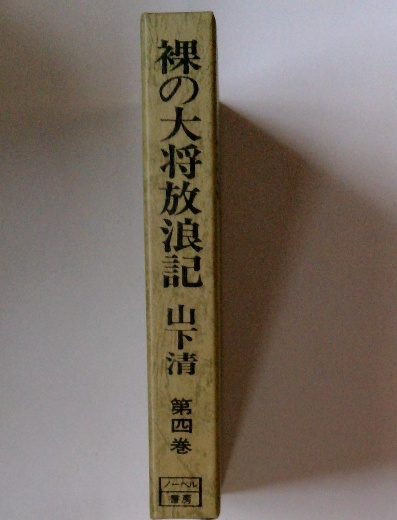 裸の大将放浪記
山下清
第四巻
ノーベル
書房